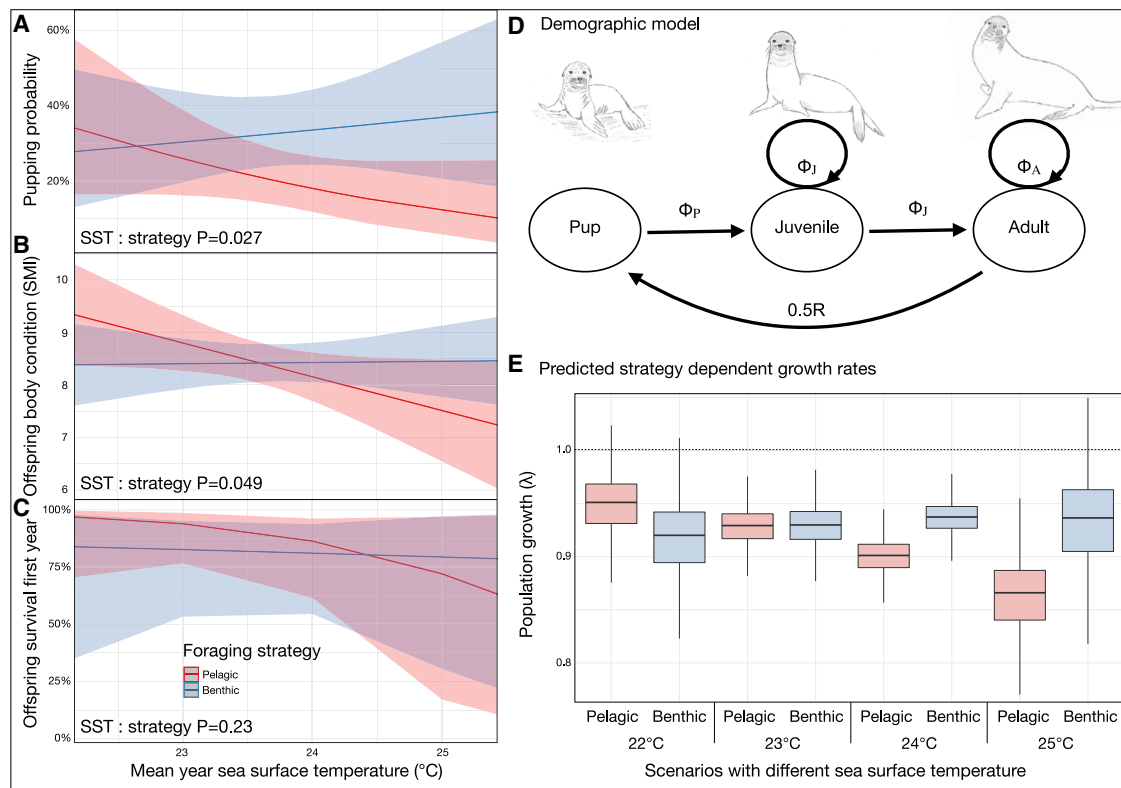 A
Pupping probability
60%
40%
20%
SST : strategy P=0.027
B
Offspring body condition (SMI)
10
9
8
7
6
SST : strategy P=0.049
C
Offspring survival first year
100%
75%
50%
25%
0%
Foraging strategy
Pelagic
Benthic
SST : strategy P=0.23
23
24
25
Mean year sea surface temperature (°C)
D Demographic model
ΦJ
ΦA
Pup
ΦP
Juvenile
ΦJ
Adult
0.5R
E Predicted strategy dependent growth rates
Population growth (λ)
1.0
0.9
0.8
Pelagic Benthic Pelagic Benthic Pelagic Benthic Pelagic Benthic
22°C 23°C 24°C 25°C
Scenarios with different sea surface temperature